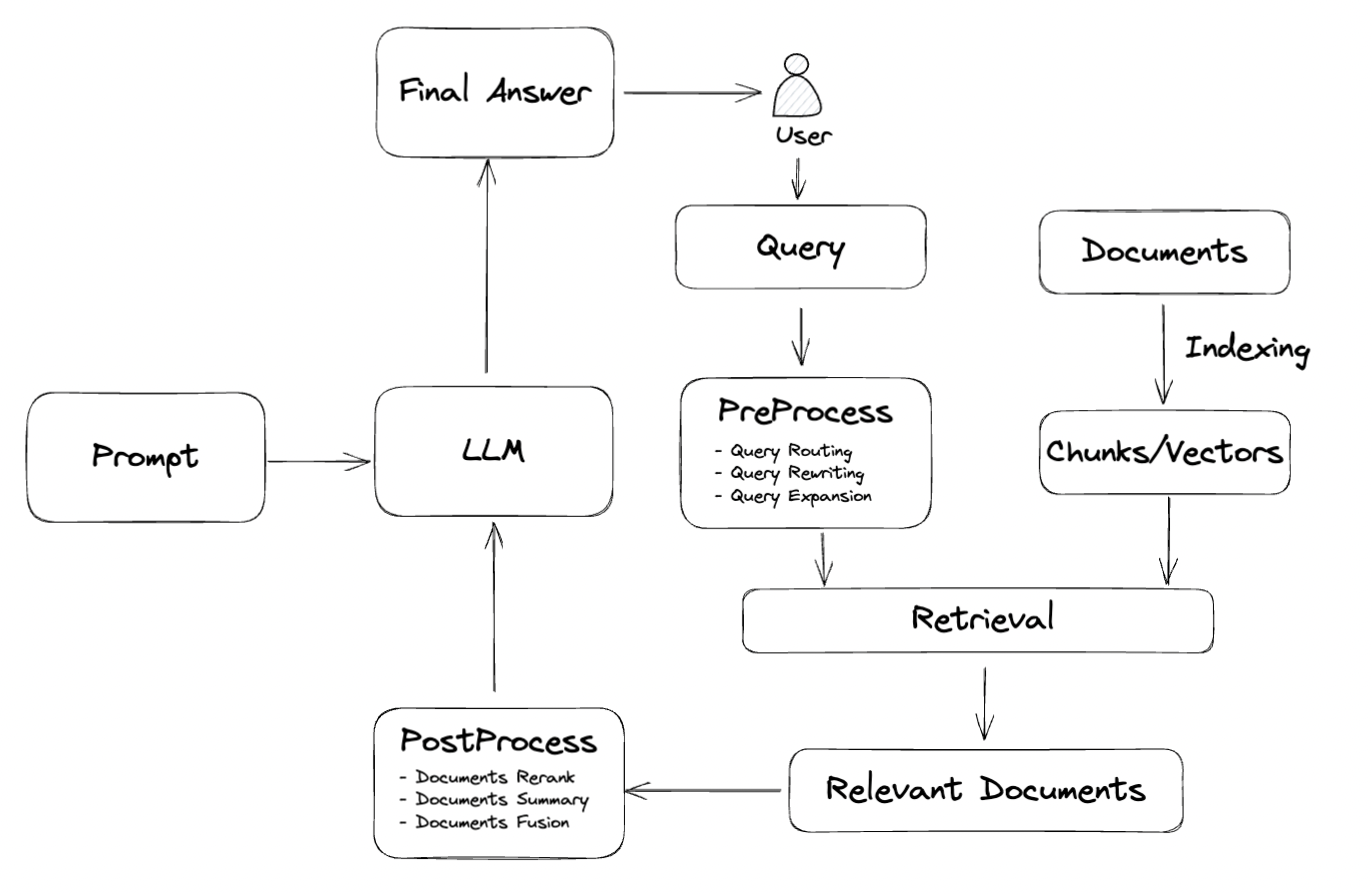 Final Answer
User
Query
Documents
Indexing
PreProcess
- Query Routing
- Query Rewriting
- Query Expansion
Chunks/Vectors
Prompt
LLM
Retrieval
PostProcess
- Documents Rerank
- Documents Summary
- Documents Fusion
Relevant Documents